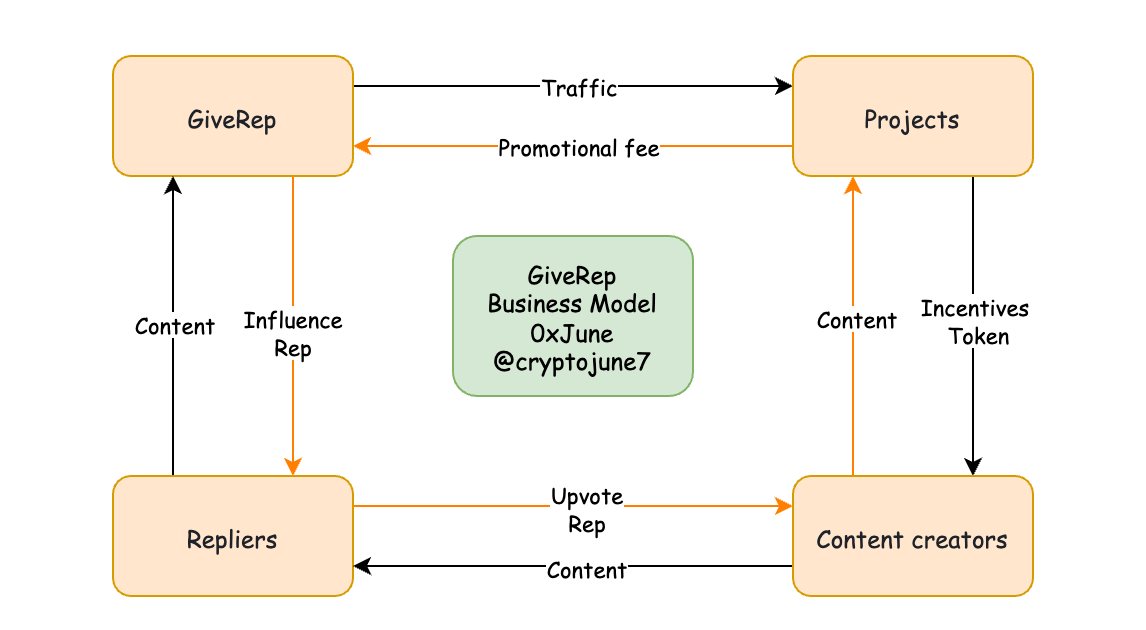 GiveRep
Traffic
Projects
Promotional fee
GiveRep
Business Model
0xJune
@cryptojune7
Content
Influence
Rep
Content
Incentives
Token
Repliers
Upvote
Rep
Content
Content creators